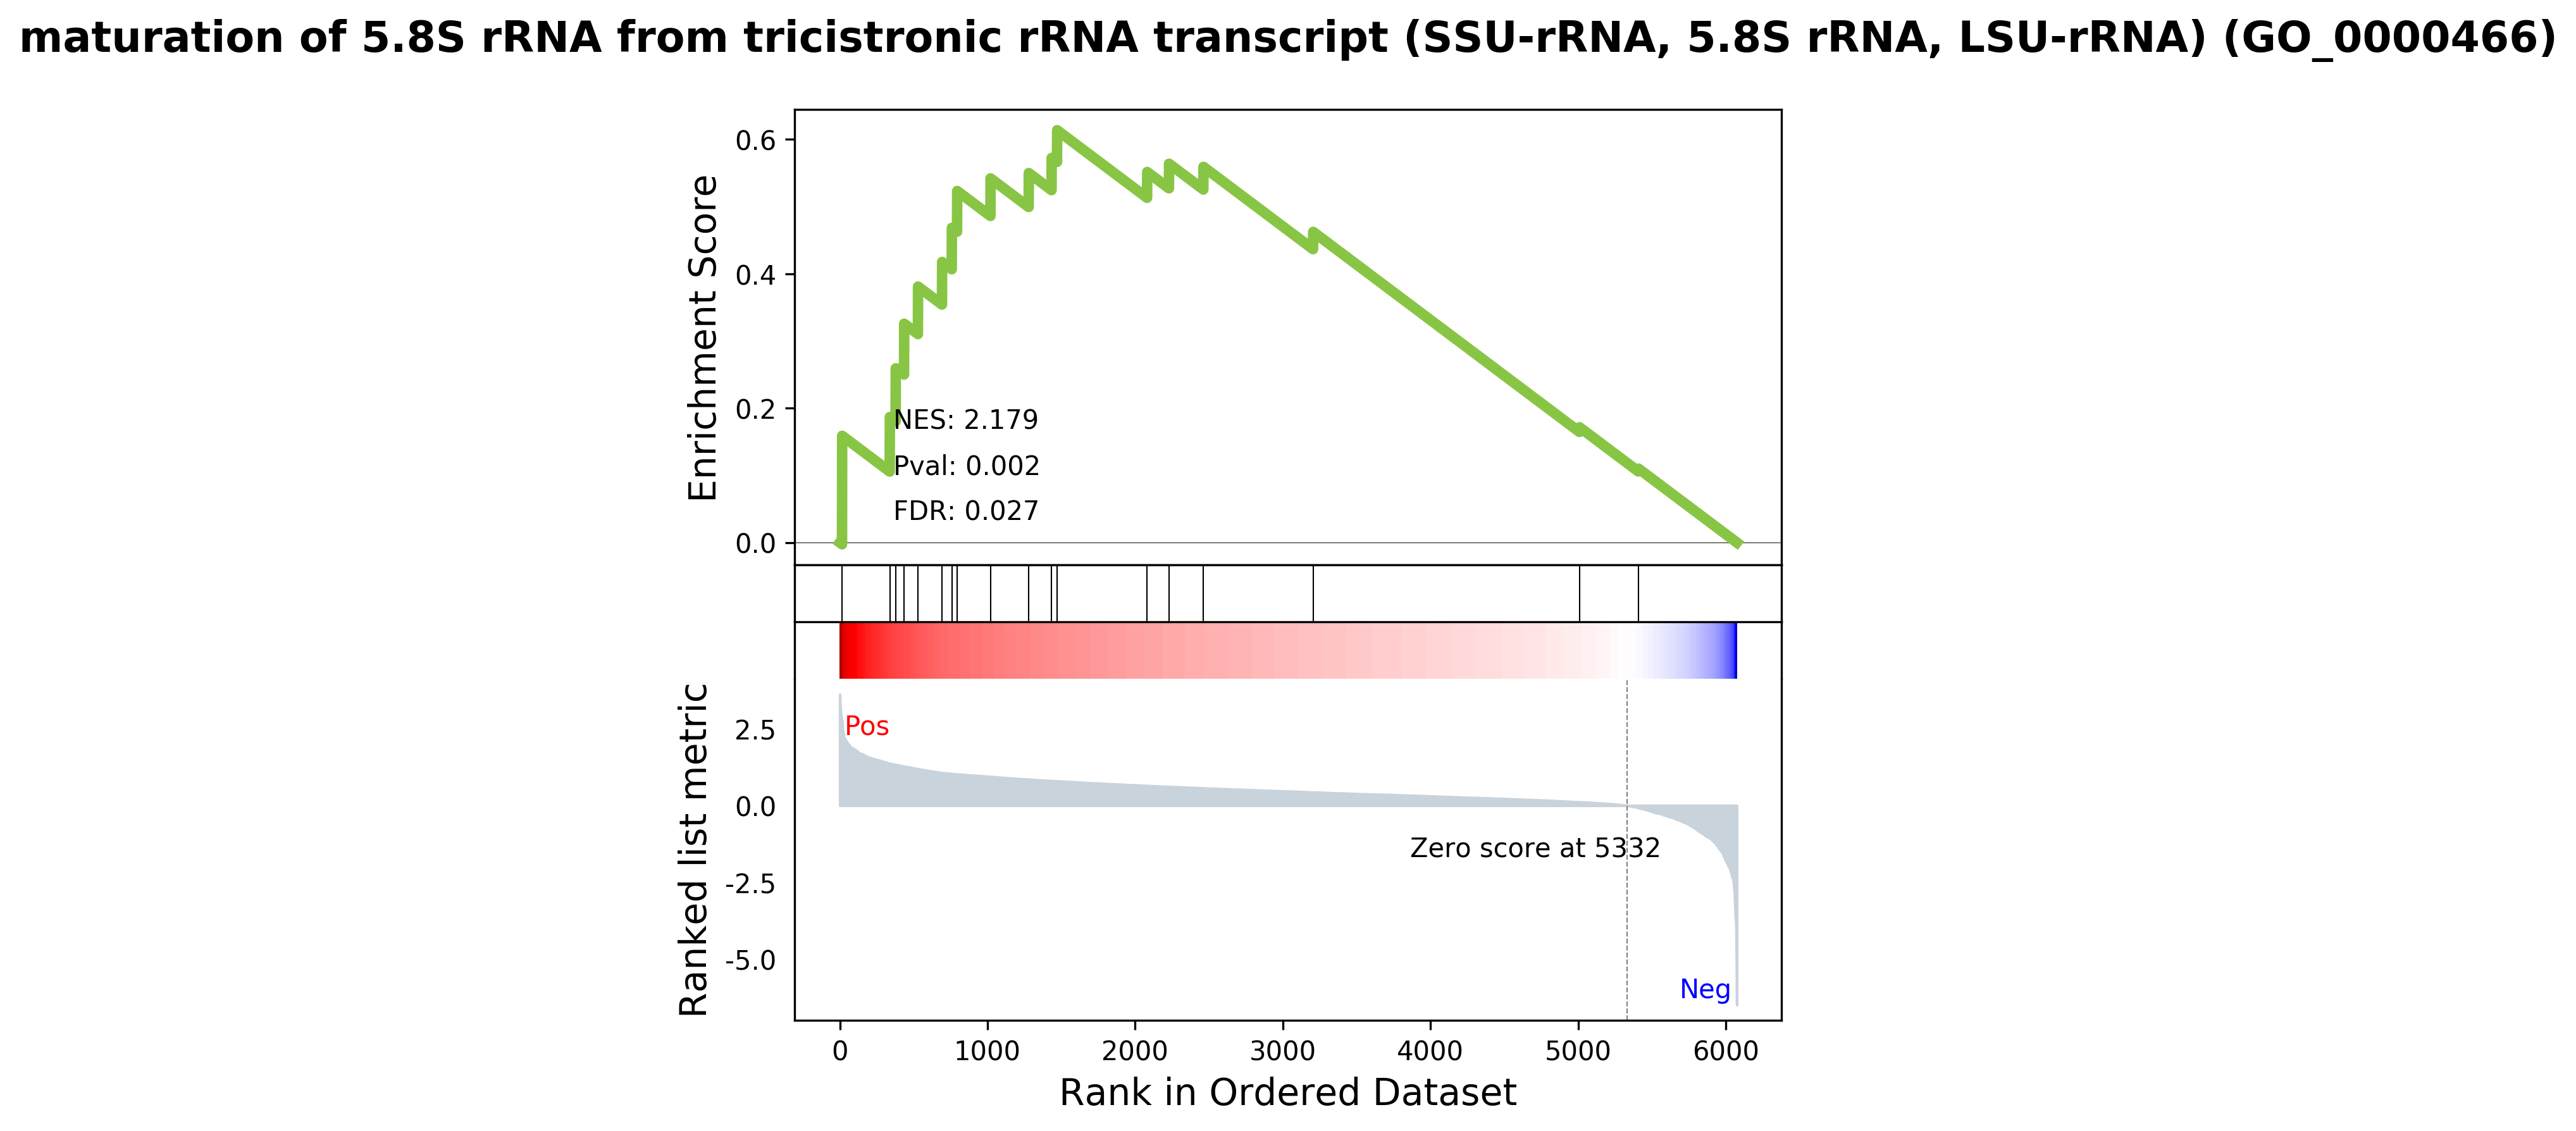 maturation of 5.8S rRNA from tricistronic rRNA transcript (SSU-rRNA, 5.8S rRNA, LSU-rRNA) (GO_0000466)
Enrichment Score
0.6
0.4
0.2
0.0
NES: 2.179
Pval: 0.002
FDR: 0.027
Ranked list metric
2.5
0.0
-2.5
-5.0
Pos
Zero score at 5332
Neg
0 1000 2000 3000 4000 5000 6000
Rank in Ordered Dataset